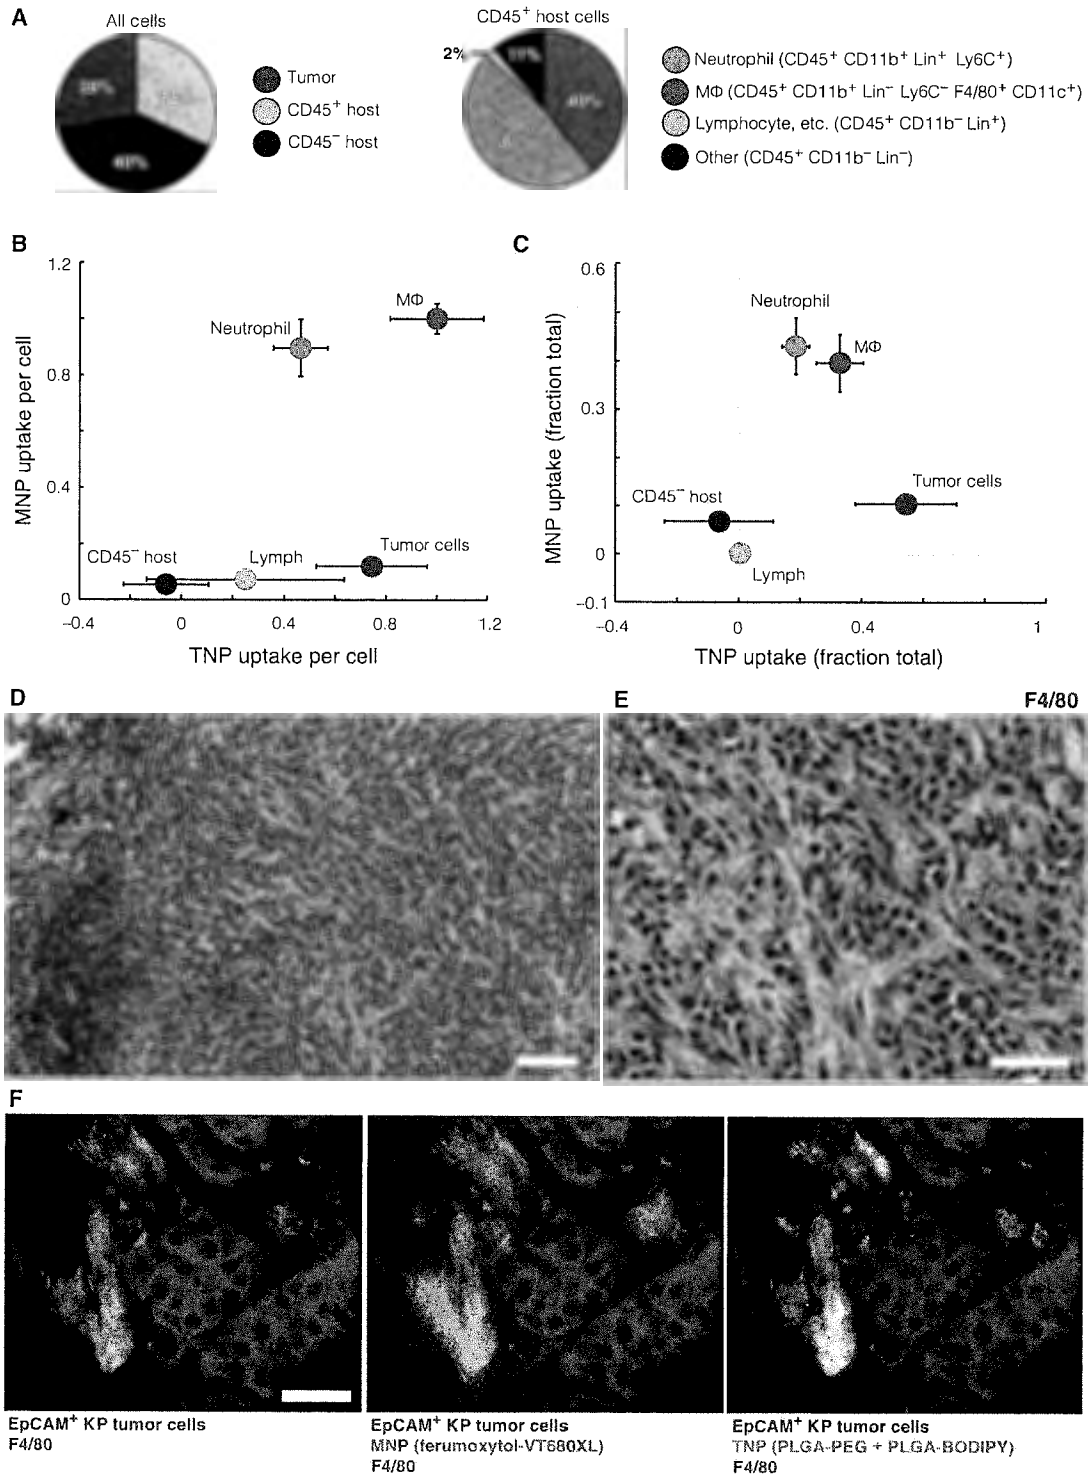 A
All cells
Tumor
CD45+ host
CD45− host
40%
CD45+ host cells
2%
11%
40%
Neutrophil (CD45+ CD11b+ Lin+ Ly6C+)
MΦ (CD45+ CD11b+ Lin− Ly6C− F4/80+ CD11c+)
Lymphocyte, etc. (CD45+ CD11b− Lin+)
Other (CD45+ CD11b− Lin−)
B
MNP uptake per cell
1.2
0.8
0.4
0
Neutrophil
MΦ
CD45− host
Lymph
Tumor cells
−0.4
0
0.4
0.8
1.2
TNP uptake per cell
C
MNP uptake (fraction total)
0.6
0.3
0
−0.1
Neutrophil
MΦ
CD45− host
Tumor cells
Lymph
−0.4
0
0.4
1
TNP uptake (fraction total)
D
E
F4/80
F
EpCAM+ KP tumor cells
F4/80
EpCAM+ KP tumor cells
MNP (ferumoxytol-VT680XL)
F4/80
EpCAM+ KP tumor cells
TNP (PLGA-PEG + PLGA-BODIPY)
F4/80